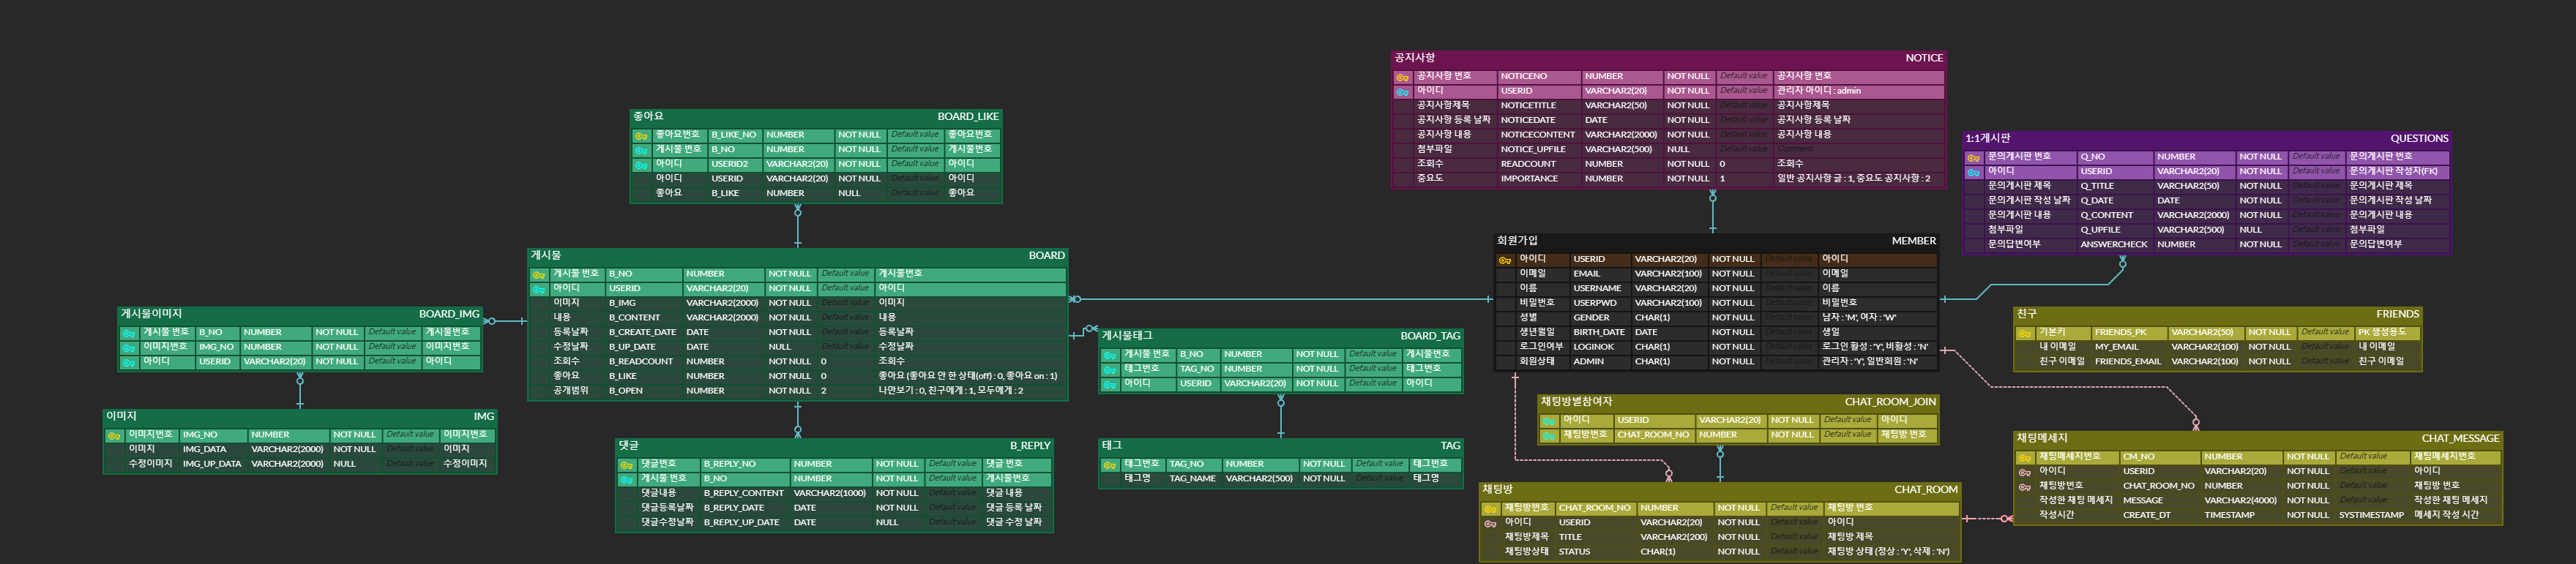 공지사항 NOTICE
공지사항 번호 NOTICENO NUMBER NOT NULL Default value 공지사항 번호
아이디 USERID VARCHAR2(20) NOT NULL Default value 관리자 아이디 : admin
공지사항제목 NOTICETITLE VARCHAR2(50) NOT NULL Default value 공지사항제목
공지사항 등록 날짜 NOTICEDATE DATE NOT NULL Default value 공지사항 등록 날짜
공지사항 내용 NOTICECONTENT VARCHAR2(2000) NOT NULL Default value 공지사항 내용
첨부파일 NOTICE_UPFILE VARCHAR2(500) NULL Default value Comment
조회수 READCOUNT NUMBER NOT NULL 0 조회수
중요도 IMPORTANCE NUMBER NOT NULL 1 일반 공지사항 글 : 1, 중요도 공지사항 : 2
좋아요 BOARD_LIKE
좋아요번호 B_LIKE_NO NUMBER NOT NULL Default value 좋아요번호
게시물 번호 B_NO NUMBER NOT NULL Default value 게시물번호
아이디 USERID2 VARCHAR2(20) NOT NULL Default value 아이디
아이디 USERID VARCHAR2(20) NOT NULL Default value 아이디
좋아요 B_LIKE NUMBER NULL Default value 좋아요
1:1게시판 QUESTIONS
문의게시판 번호 Q_NO NUMBER NOT NULL Default value 문의게시판 번호
아이디 USERID VARCHAR2(20) NOT NULL Default value 문의게시판 작성자(FK)
문의게시판 제목 Q_TITLE VARCHAR2(50) NOT NULL Default value 문의게시판 제목
문의게시판 작성 날짜 Q_DATE DATE NOT NULL Default value 문의게시판 작성 날짜
문의게시판 내용 Q_CONTENT VARCHAR2(2000) NOT NULL Default value 문의게시판 내용
첨부파일 Q_UPFILE VARCHAR2(500) NULL Default value 첨부파일
문의답변여부 ANSWERCHECK NUMBER NOT NULL Default value 문의답변여부
게시물 BOARD
게시물 번호 B_NO NUMBER NOT NULL Default value 게시물번호
아이디 USERID VARCHAR2(20) NOT NULL Default value 아이디
이미지 B_IMG VARCHAR2(2000) NOT NULL Default value 이미지
내용 B_CONTENT VARCHAR2(2000) NOT NULL Default value 내용
등록날짜 B_CREATE_DATE DATE NOT NULL Default value 등록날짜
수정날짜 B_UP_DATE DATE NULL Default value 수정날짜
조회수 B_READCOUNT NUMBER NOT NULL 0 조회수
좋아요 B_LIKE NUMBER NOT NULL 0 좋아요 (좋아요 안 한 상태(off) : 0, 좋아요 on : 1)
공개범위 B_OPEN NUMBER NOT NULL 2 나만보기 : 0, 친구에게 : 1, 모두에게 : 2
회원가입 MEMBER
아이디 USERID VARCHAR2(20) NOT NULL Default value 아이디
이메일 EMAIL VARCHAR2(100) NOT NULL Default value 이메일
이름 USERNAME VARCHAR2(20) NOT NULL Default value 이름
비밀번호 USERPWD VARCHAR2(100) NOT NULL Default value 비밀번호
성별 GENDER CHAR(1) NOT NULL Default value 남자 : 'M', 여자 : 'W'
생년월일 BIRTH_DATE DATE NOT NULL Default value 생일
로그인여부 LOGINOK CHAR(1) NOT NULL Default value 로그인 활성 : 'Y', 비활성 : 'N'
회원상태 ADMIN CHAR(1) NOT NULL Default value 관리자 : 'Y', 일반회원 : 'N'
게시물이미지 BOARD_IMG
게시물 번호 B_NO NUMBER NOT NULL Default value 게시물번호
이미지번호 IMG_NO NUMBER NOT NULL Default value 이미지번호
아이디 USERID VARCHAR2(20) NOT NULL Default value 아이디
게시물태그 BOARD_TAG
게시물 번호 B_NO NUMBER NOT NULL Default value 게시물번호
태그번호 TAG_NO NUMBER NOT NULL Default value 태그번호
아이디 USERID VARCHAR2(20) NOT NULL Default value 아이디
친구 FRIENDS
기본키 FRIENDS_PK VARCHAR2(50) NOT NULL Default value PK 생성용도
내 이메일 MY_EMAIL VARCHAR2(100) NOT NULL Default value 내 이메일
친구 이메일 FRIENDS_EMAIL VARCHAR2(100) NOT NULL Default value 친구 이메일
이미지 IMG
이미지번호 IMG_NO NUMBER NOT NULL Default value 이미지번호
이미지 IMG_DATA VARCHAR2(2000) NOT NULL Default value 이미지
수정이미지 IMG_UP_DATA VARCHAR2(2000) NULL Default value 수정이미지
댓글 B_REPLY
댓글번호 B_REPLY_NO NUMBER NOT NULL Default value 댓글 번호
게시물 번호 B_NO NUMBER NOT NULL Default value 게시물번호
댓글내용 B_REPLY_CONTENT VARCHAR2(1000) NOT NULL Default value 댓글 내용
댓글등록날짜 B_REPLY_DATE DATE NOT NULL Default value 댓글 등록 날짜
댓글수정날짜 B_REPLY_UP_DATE DATE NULL Default value 댓글 수정 날짜
태그 TAG
태그번호 TAG_NO NUMBER NOT NULL Default value 태그번호
태그명 TAG_NAME VARCHAR2(500) NOT NULL Default value 태그명
채팅방별참여자 CHAT_ROOM_JOIN
아이디 USERID VARCHAR2(20) NOT NULL Default value 아이디
채팅방번호 CHAT_ROOM_NO NUMBER NOT NULL Default value 채팅방 번호
채팅방 CHAT_ROOM
채팅방번호 CHAT_ROOM_NO NUMBER NOT NULL Default value 채팅방 번호
아이디 USERID VARCHAR2(20) NOT NULL Default value 아이디
채팅방제목 TITLE VARCHAR2(200) NOT NULL Default value 채팅방 제목
채팅방상태 STATUS CHAR(1) NOT NULL Default value 채팅방 상태 (정상 : 'Y', 삭제 : 'N')
채팅메세지 CHAT_MESSAGE
채팅메세지번호 CM_NO NUMBER NOT NULL Default value 채팅메세지번호
아이디 USERID VARCHAR2(20) NOT NULL Default value 아이디
채팅방번호 CHAT_ROOM_NO NUMBER NOT NULL Default value 채팅방 번호
작성한 채팅 메세지 MESSAGE VARCHAR2(4000) NOT NULL Default value 작성한 채팅 메세지
작성시간 CREATE_DT TIMESTAMP NOT NULL SYSTIMESTAMP 메세지 작성 시간